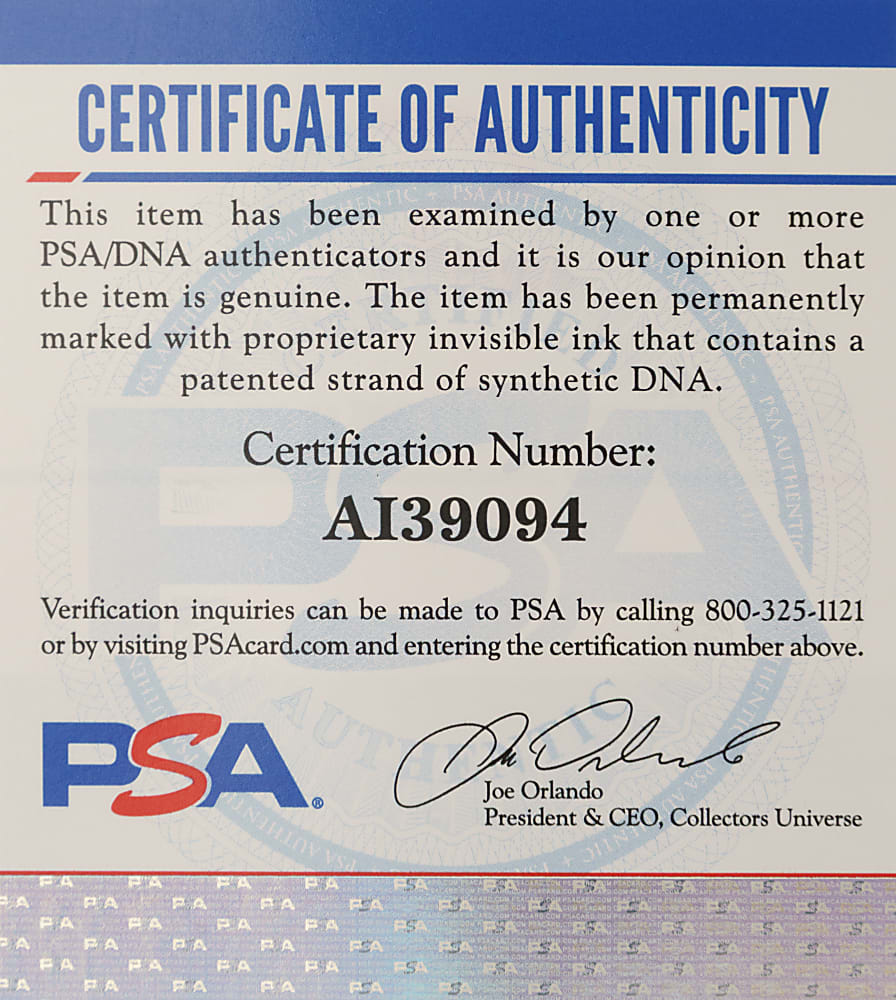 CERTIFICATE OF AUTHENTICITY
This item has been examined by one or more
PSA/DNA authenticators and it is our opinion that
the item is genuine. The item has been permanently
marked with proprietary invisible ink that contains a
patented strand of synthetic DNA.
Certification Number:
AI39094
Verification inquiries can be made to PSA by calling 800-325-1121
or by visiting PSAcard.com and entering the certification number above.
PSA®
Joe Orlando
President & CEO, Collectors Universe